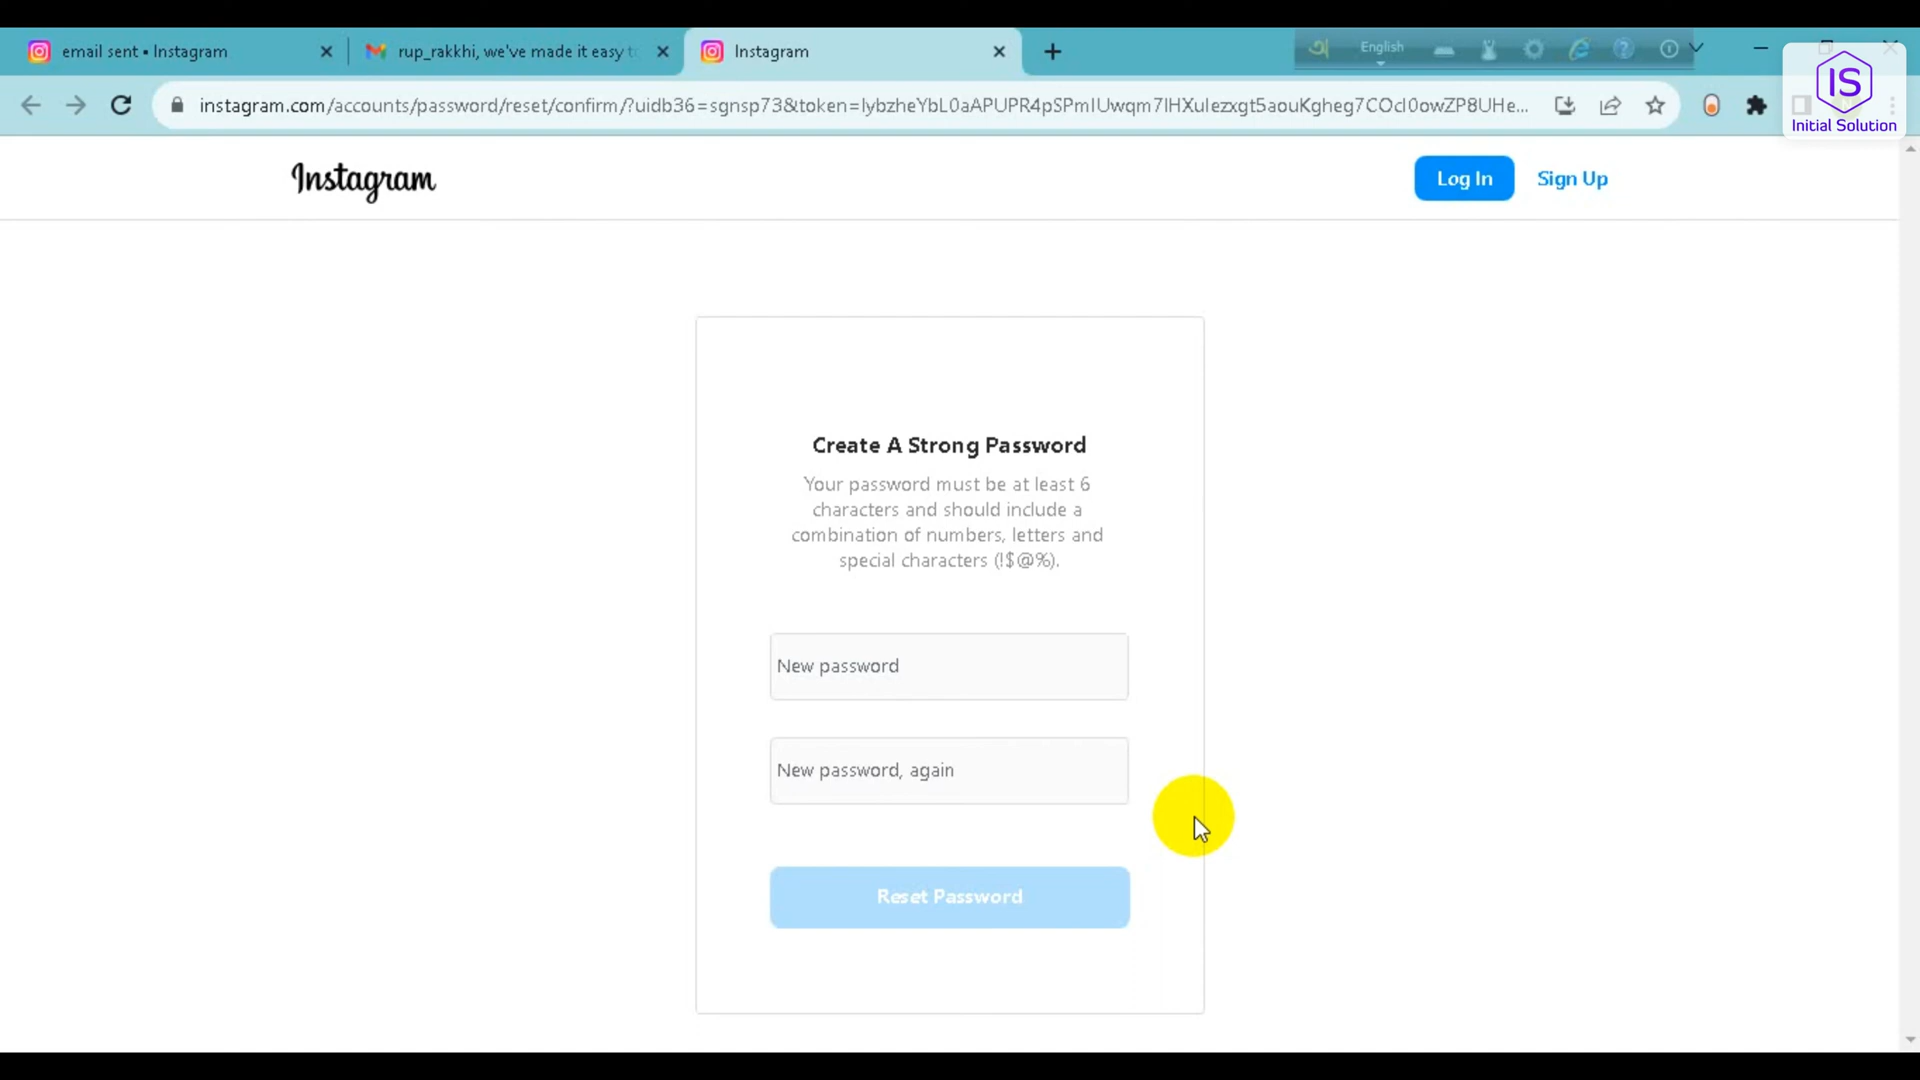 email sent • Instagram
rup_rakkhi, we've made it easy to
Instagram
English
instagram.com/accounts/password/reset/confirm/?uidb36=sgnsp73&token=
IS
Initial Solution
Instagram
Log In
Sign Up
Create A Strong Password
Your password must be at least 6
characters and should include a
combination of numbers, letters and
special characters (!$@%).
New password
New password, again
Reset Password